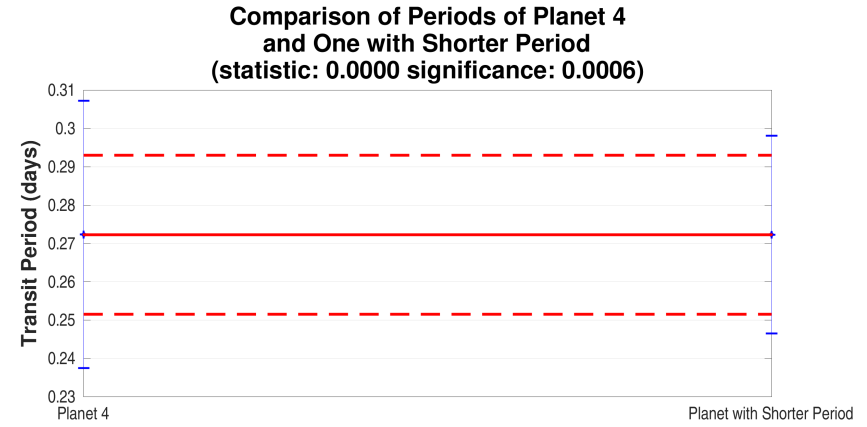 Comparison of Periods of Planet 4
and One with Shorter Period
(statistic: 0.0000 significance: 0.0006)
Transit Period (days)
0.31
0.3
0.29
0.28
0.27
0.26
0.25
0.24
0.23
Planet 4
Planet with Shorter Period